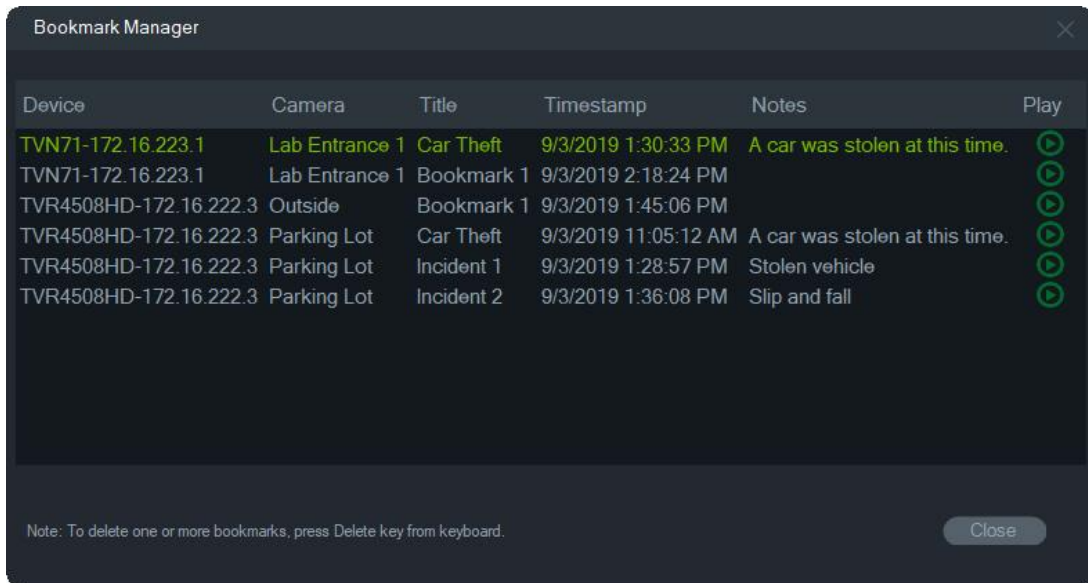 Bookmark Manager
Device Camera Title Timestamp Notes Play
TVN71-172.16.223.1 Lab Entrance 1 Car Theft 9/3/2019 1:30:33 PM A car was stolen at this time.
TVN71-172.16.223.1 Lab Entrance 1 Bookmark 1 9/3/2019 2:18:24 PM
TVR4508HD-172.16.222.3 Outside Bookmark 1 9/3/2019 1:45:06 PM
TVR4508HD-172.16.222.3 Parking Lot Car Theft 9/3/2019 11:05:12 AM A car was stolen at this time.
TVR4508HD-172.16.222.3 Parking Lot Incident 1 9/3/2019 1:28:57 PM Stolen vehicle
TVR4508HD-172.16.222.3 Parking Lot Incident 2 9/3/2019 1:36:08 PM Slip and fall
Note: To delete one or more bookmarks, press Delete key from keyboard.
Close